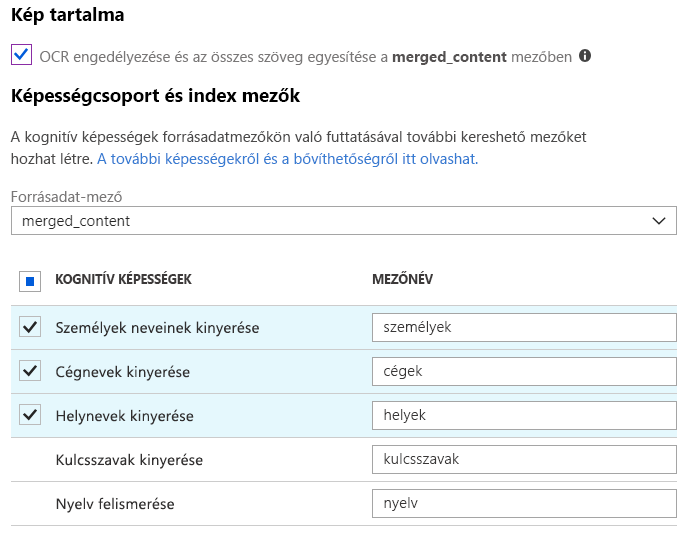 Kép tartalma
OCR engedélyezése és az összes szöveg egyesítése a merged_content mezőben
Képességcsoport és index mezők
A kognitív képességek forrásadatmezőkön való futtatásával további kereshető mezőket
hozhat létre. A további képességekről és a bővíthetőségről itt olvashat.
Forrásadat-mező
merged_content
KOGNITÍV KÉPESSÉGEK MEZŐNÉV
Személyek neveinek kinyerése személyek
Cégnevek kinyerése cégek
Helynevek kinyerése helyek
Kulcsszavak kinyerése kulcsszavak
Nyelv felismerése nyelv